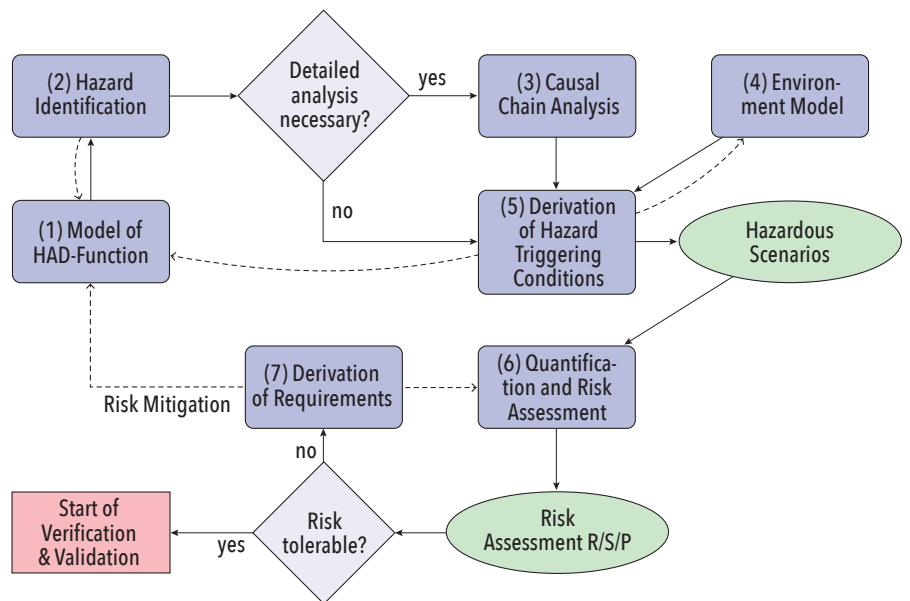 (2) Hazard
Identification
Detailed
analysis
necessary?
yes
(3) Causal
Chain Analysis
(4) Environ-
ment Model
no
(1) Model of
HAD-Function
(5) Derivation
of Hazard
Triggering
Conditions
Hazardous
Scenarios
(7) Derivation
of Requirements
(6) Quantifica-
tion and Risk
Assessment
Risk Mitigation
no
Start of
Verification
& Validation
yes
Risk
tolerable?
Risk
Assessment R/S/P